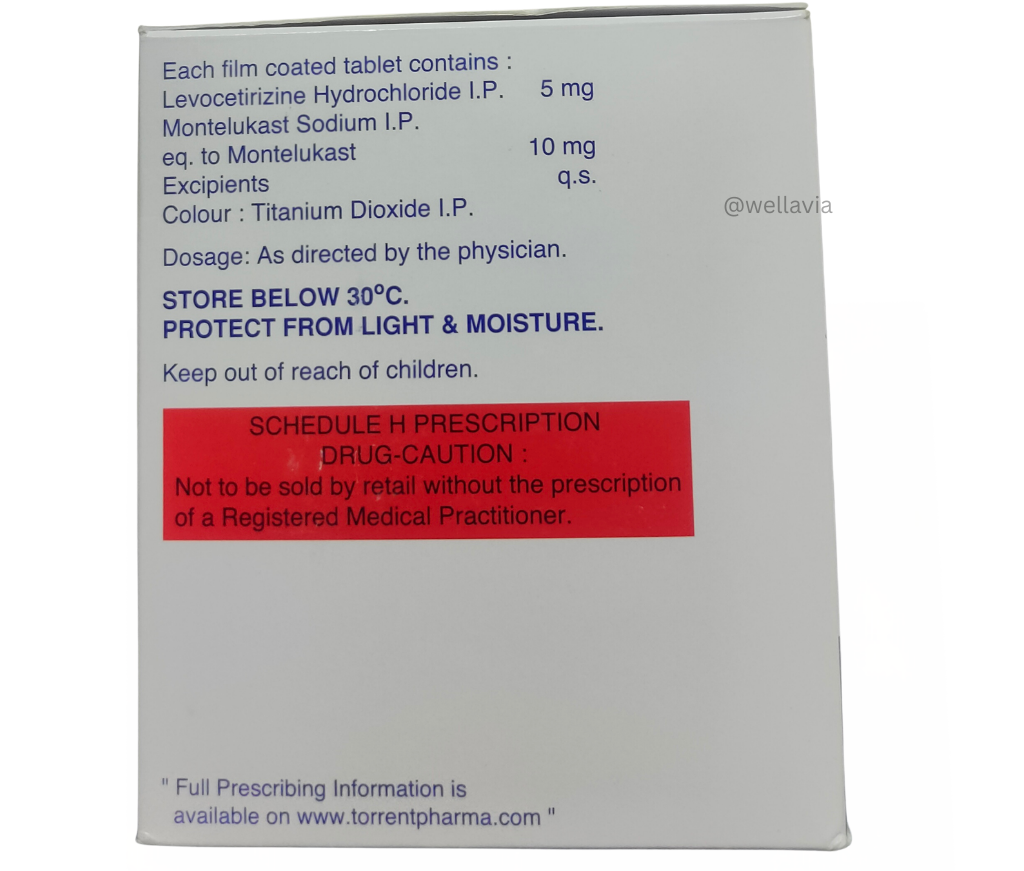 Each film coated tablet contains :
Levocetirizine Hydrochloride I.P. 5 mg
Montelukast Sodium I.P.
eq. to Montelukast 10 mg
Excipients q.s.
Colour : Titanium Dioxide I.P.
@wellavia
Dosage: As directed by the physician.
STORE BELOW 30ºC.
PROTECT FROM LIGHT & MOISTURE.
Keep out of reach of children.
SCHEDULE H PRESCRIPTION
DRUG-CAUTION :
Not to be sold by retail without the prescription
of a Registered Medical Practitioner.
" Full Prescribing Information is
available on www.torrentpharma.com "